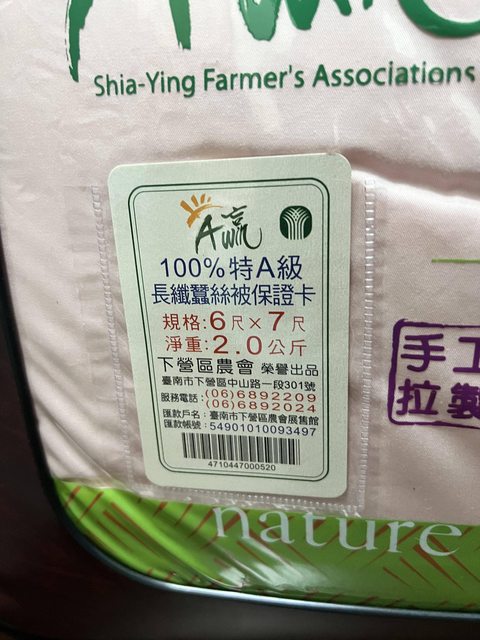 Shia-Ying Farmer's Associations
A贏
Win
100%特A級
長纖蠶絲被保證卡
規格:6尺×7尺
淨重:2.0公斤
下營區農會 榮譽出品
臺南市下營區中山路一段301號
服務電話:(06)6892209
(06)6892024
匯款戶名:臺南市下營區農會展售館
匯款帳號:54901010093497
4710447000520
手工
拉製
nature